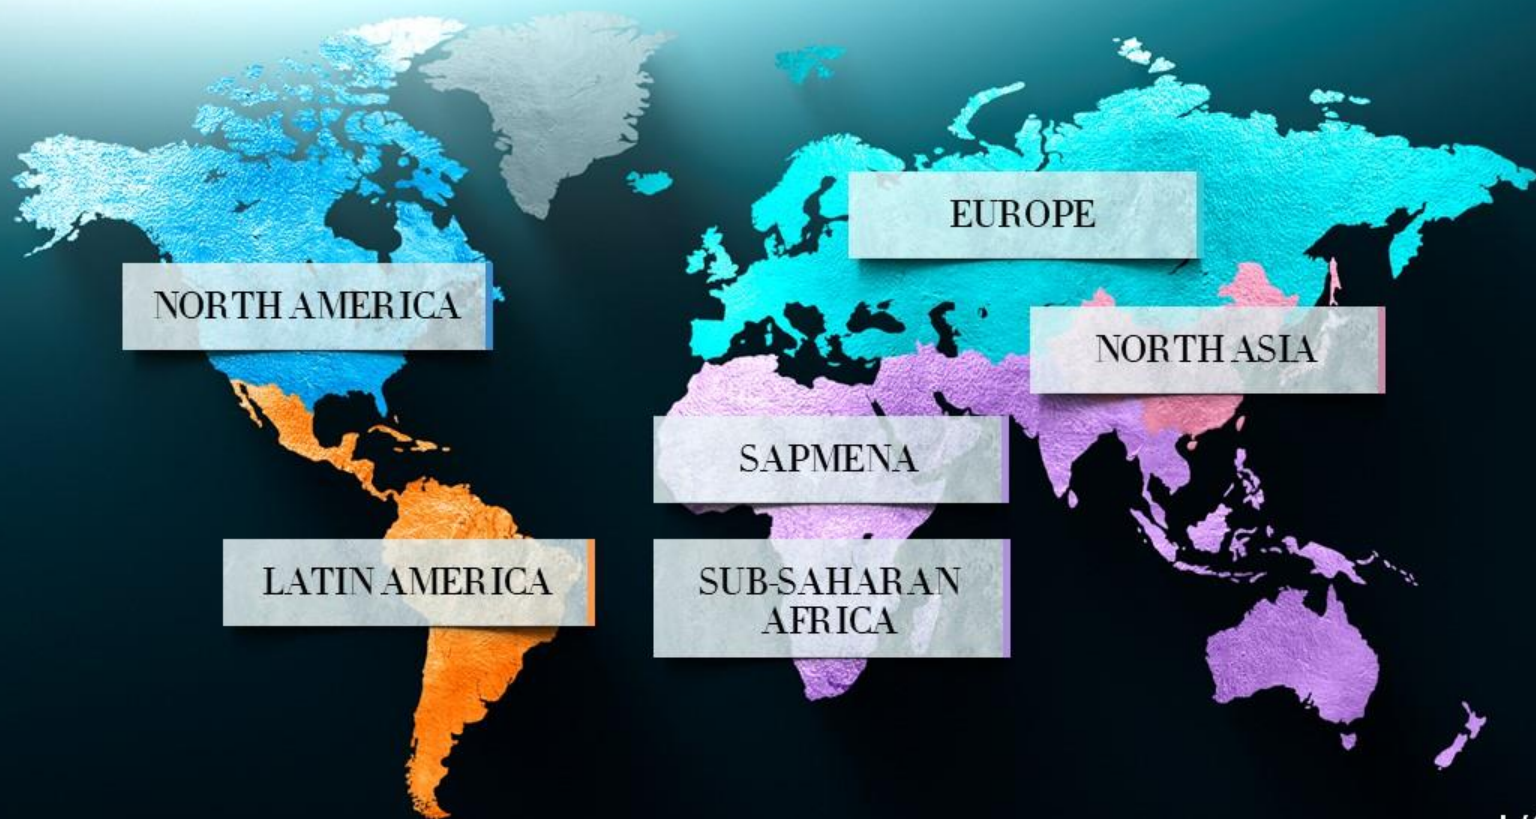 EUROPE
NORTH AMERICA
NORTH ASIA
SAPMENA
LATIN AMERICA
SUB-SAHARAN
AFRICA